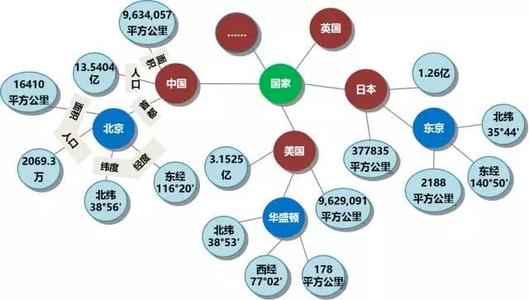 9,634,057
平方公里
面积
……
英国
13.5404
亿
人口
中国
国家
日本
1.26亿
16410
平方公里
面积
首都
北京
人口
东京
北纬
35°44'
2069.3
万
纬度
经度
3.1525
亿
美国
377835
平方公里
北纬
38°56'
东经
116°20'
2188
平方公里
东经
140°50'
9,629,091
平方公里
华盛顿
北纬
38°53'
西经
77°02'
178
平方公里